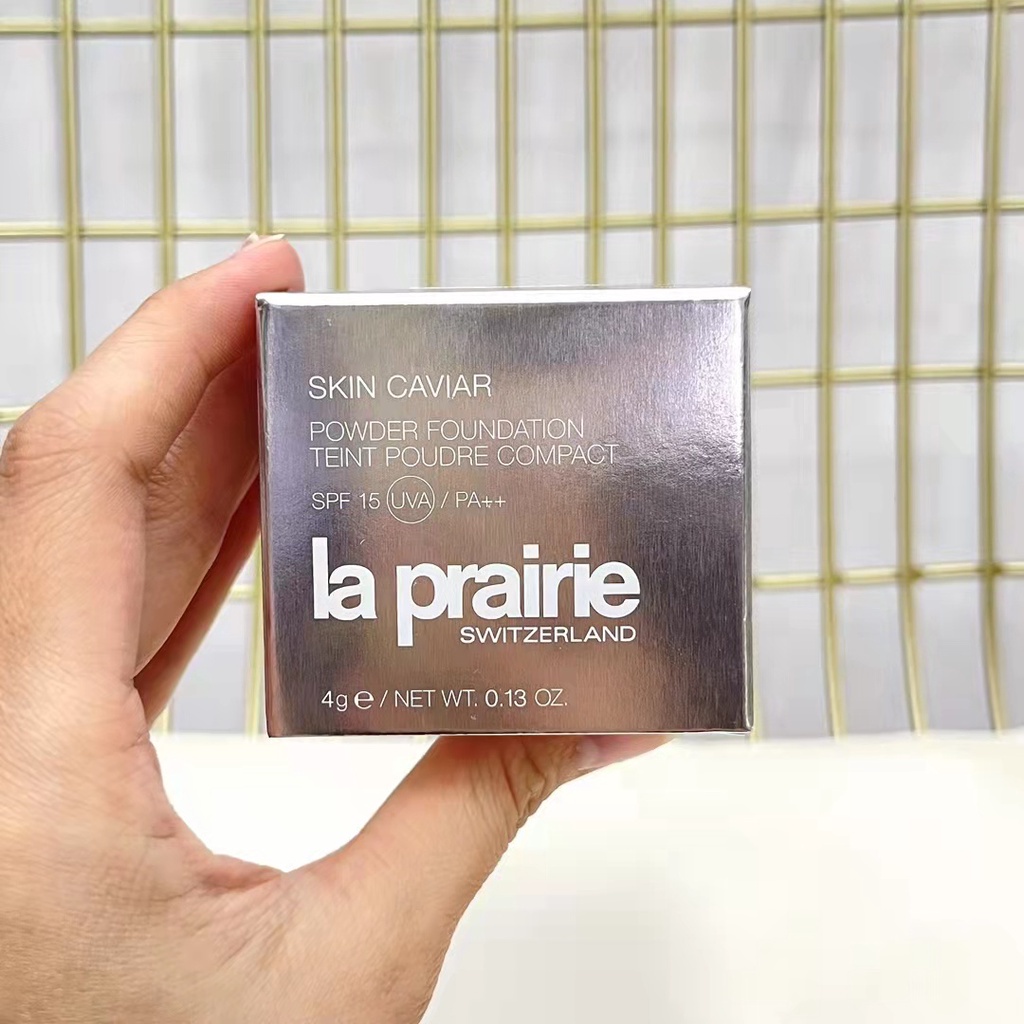 SKIN CAVIAR
POWDER FOUNDATION
TEINT POUDRE COMPACT
SPF 15 UVA / PA++
la prairie
SWITZERLAND
4g ℮ / NET WT. 0.13 OZ.